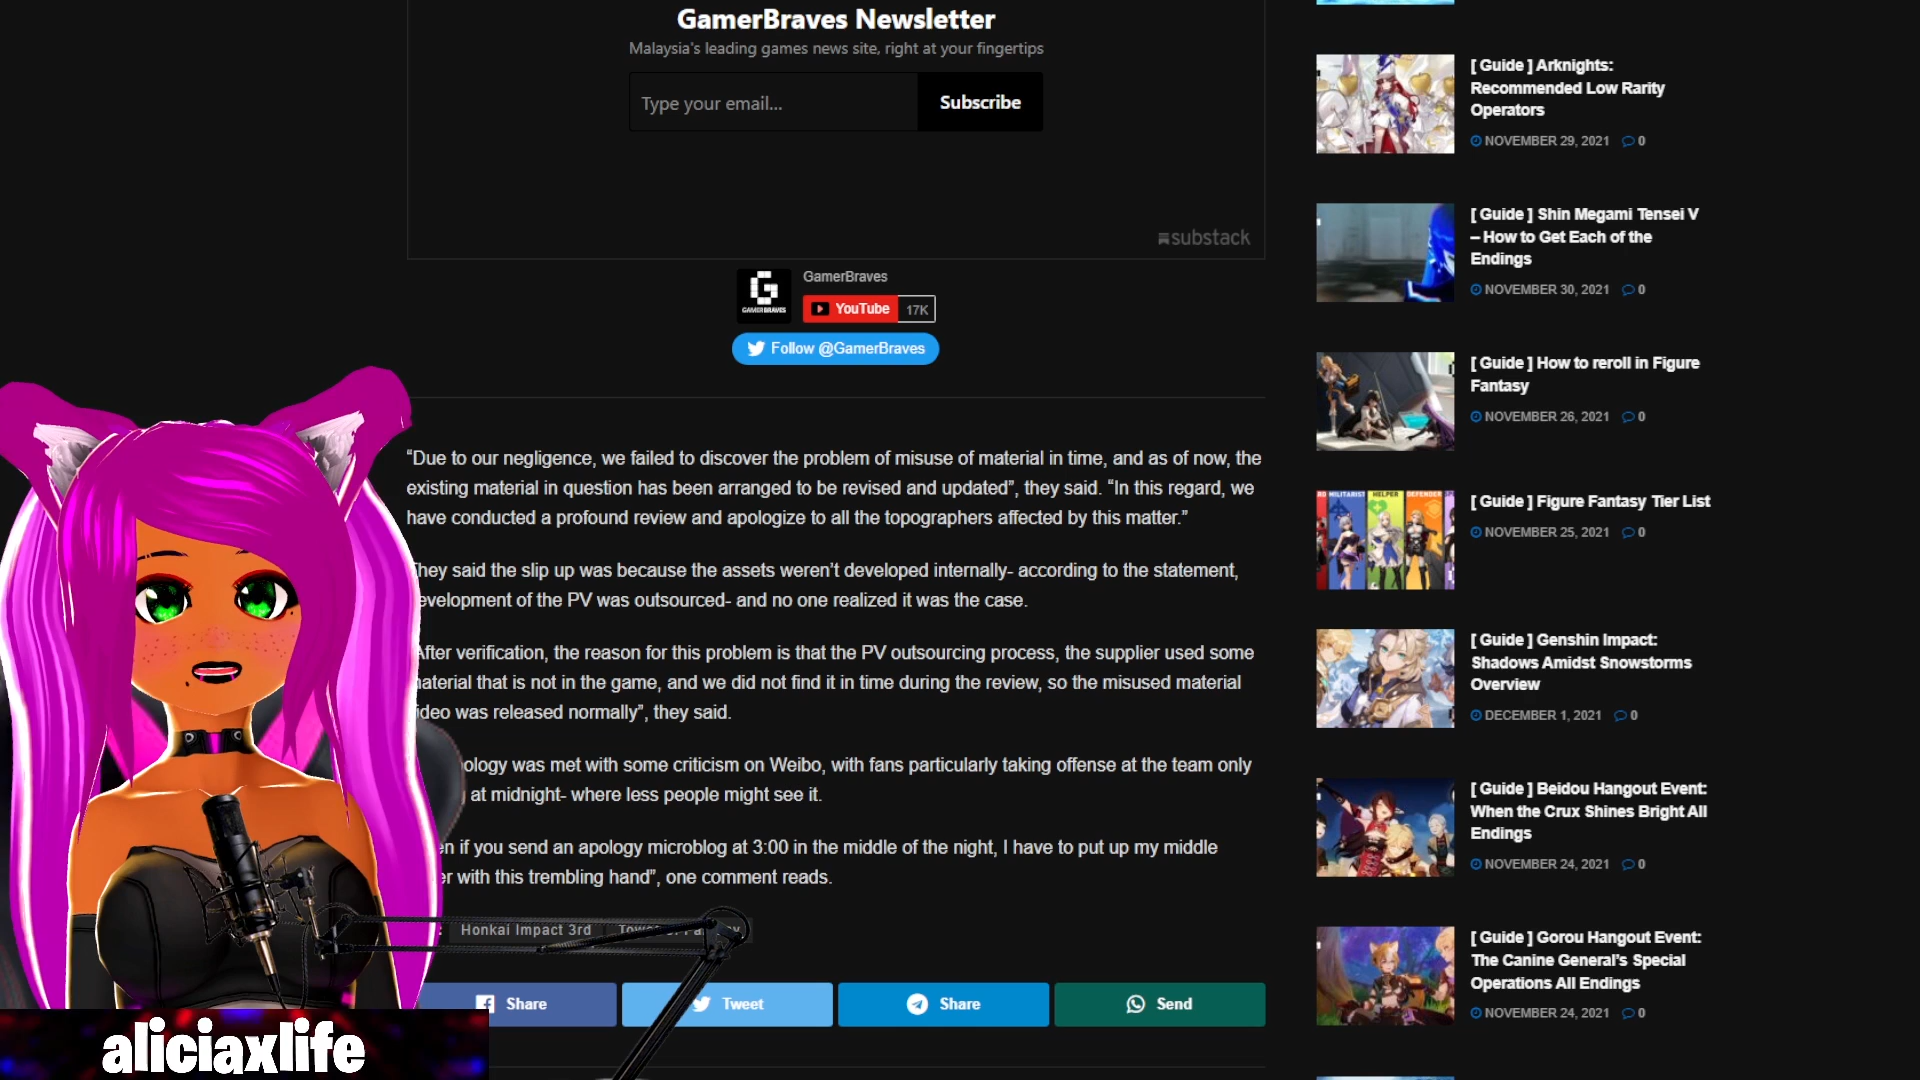 GamerBraves Newsletter
Malaysia's leading games news site, right at your fingertips
Type your email...
Subscribe
substack
GAMERBRAVES
GamerBraves
YouTube 17K
Follow @GamerBraves
“Due to our negligence, we failed to discover the problem of misuse of material in time, and as of now, the
existing material in question has been arranged to be revised and updated”, they said. “In this regard, we
have conducted a profound review and apologize to all the topographers affected by this matter.”
hey said the slip up was because the assets weren’t developed internally- according to the statement,
evelopment of the PV was outsourced- and no one realized it was the case.
After verification, the reason for this problem is that the PV outsourcing process, the supplier used some
aterial that is not in the game, and we did not find it in time during the review, so the misused material
ideo was released normally”, they said.
ology was met with some criticism on Weibo, with fans particularly taking offense at the team only
at midnight- where less people might see it.
en if you send an apology microblog at 3:00 in the middle of the night, I have to put up my middle
er with this trembling hand”, one comment reads.
Honkai Impact 3rd
Share
Tweet
Share
Send
aliciaxlife
[ Guide ] Arknights:
Recommended Low Rarity
Operators
NOVEMBER 29, 2021 0
[ Guide ] Shin Megami Tensei V
– How to Get Each of the
Endings
NOVEMBER 30, 2021 0
[ Guide ] How to reroll in Figure
Fantasy
NOVEMBER 26, 2021 0
MILITARIST HELPER DEFENDER
[ Guide ] Figure Fantasy Tier List
NOVEMBER 25, 2021 0
[ Guide ] Genshin Impact:
Shadows Amidst Snowstorms
Overview
DECEMBER 1, 2021 0
[ Guide ] Beidou Hangout Event:
When the Crux Shines Bright All
Endings
NOVEMBER 24, 2021 0
[ Guide ] Gorou Hangout Event:
The Canine General’s Special
Operations All Endings
NOVEMBER 24, 2021 0